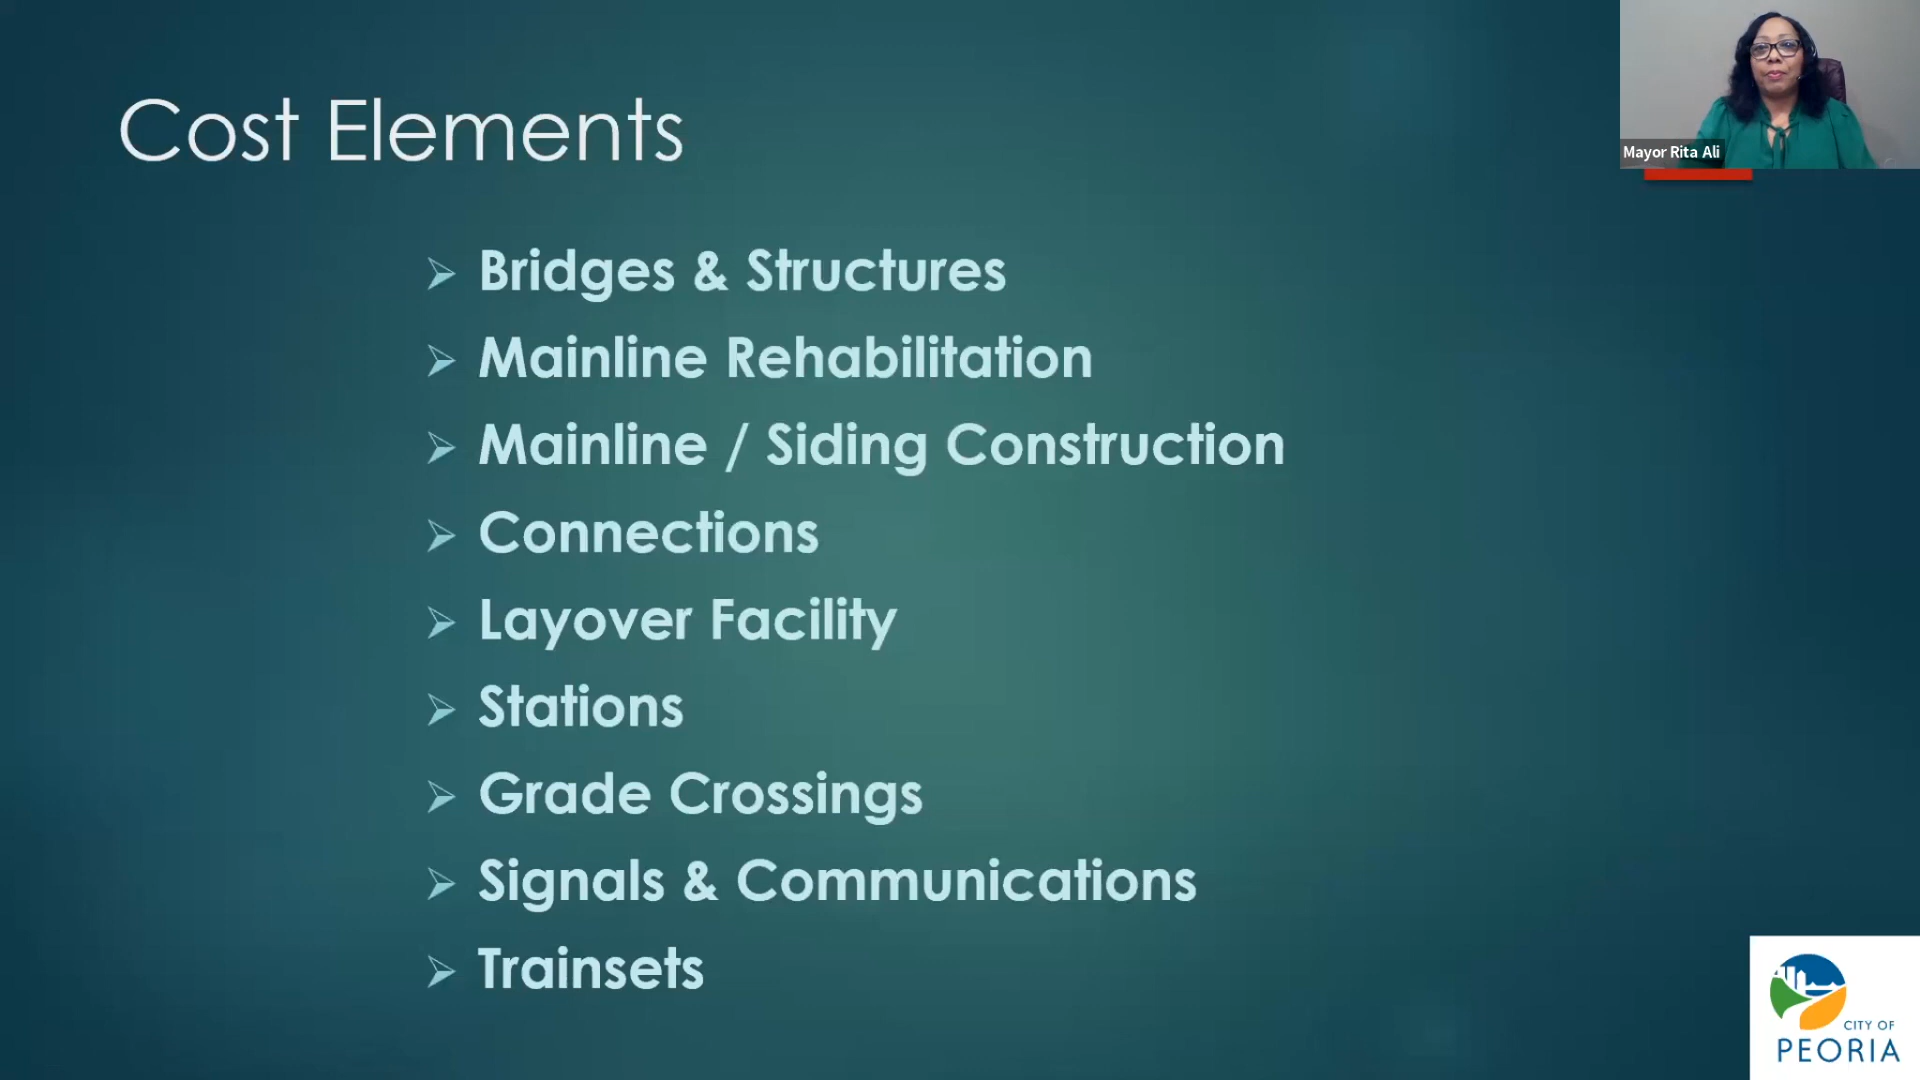 Cost Elements
Mayor Rita Ali
Bridges & Structures
Mainline Rehabilitation
Mainline / Siding Construction
Connections
Layover Facility
Stations
Grade Crossings
Signals & Communications
Trainsets
CITY OF
PEORIA